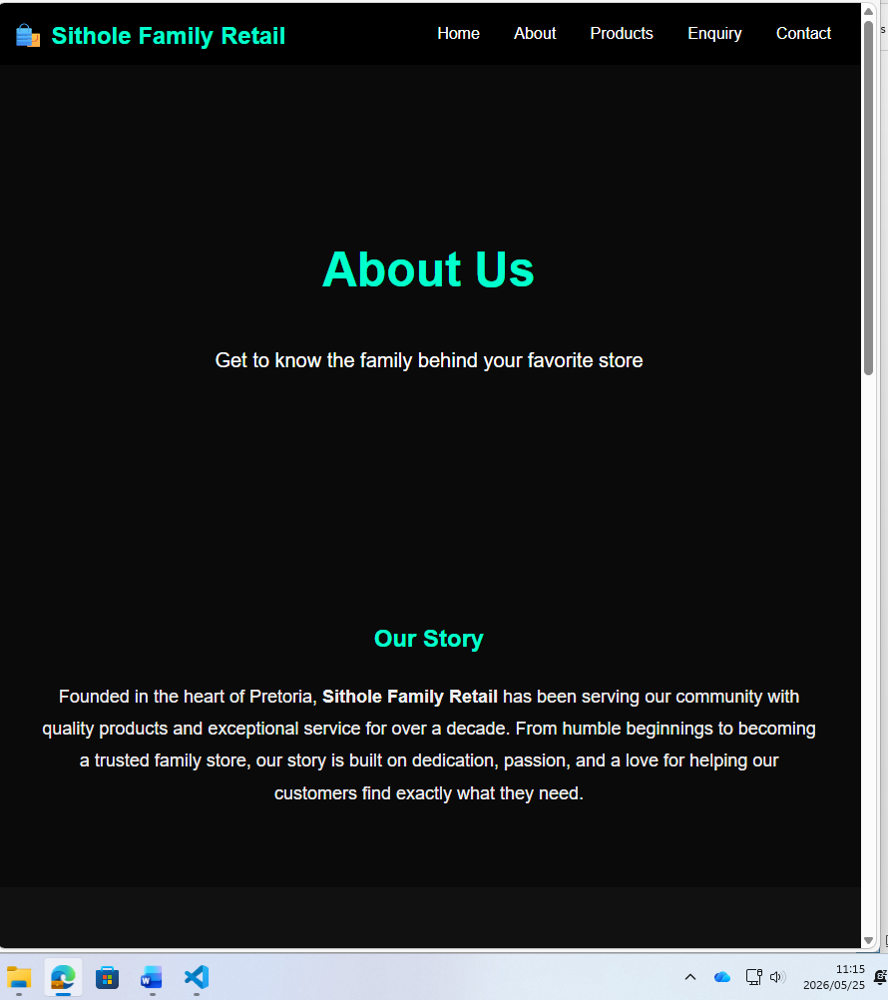 Sithole Family Retail
Home About Products Enquiry Contact
About Us
Get to know the family behind your favorite store
Our Story
Founded in the heart of Pretoria, Sithole Family Retail has been serving our community with
quality products and exceptional service for over a decade. From humble beginnings to becoming
a trusted family store, our story is built on dedication, passion, and a love for helping our
customers find exactly what they need.
11:15
2026/05/25